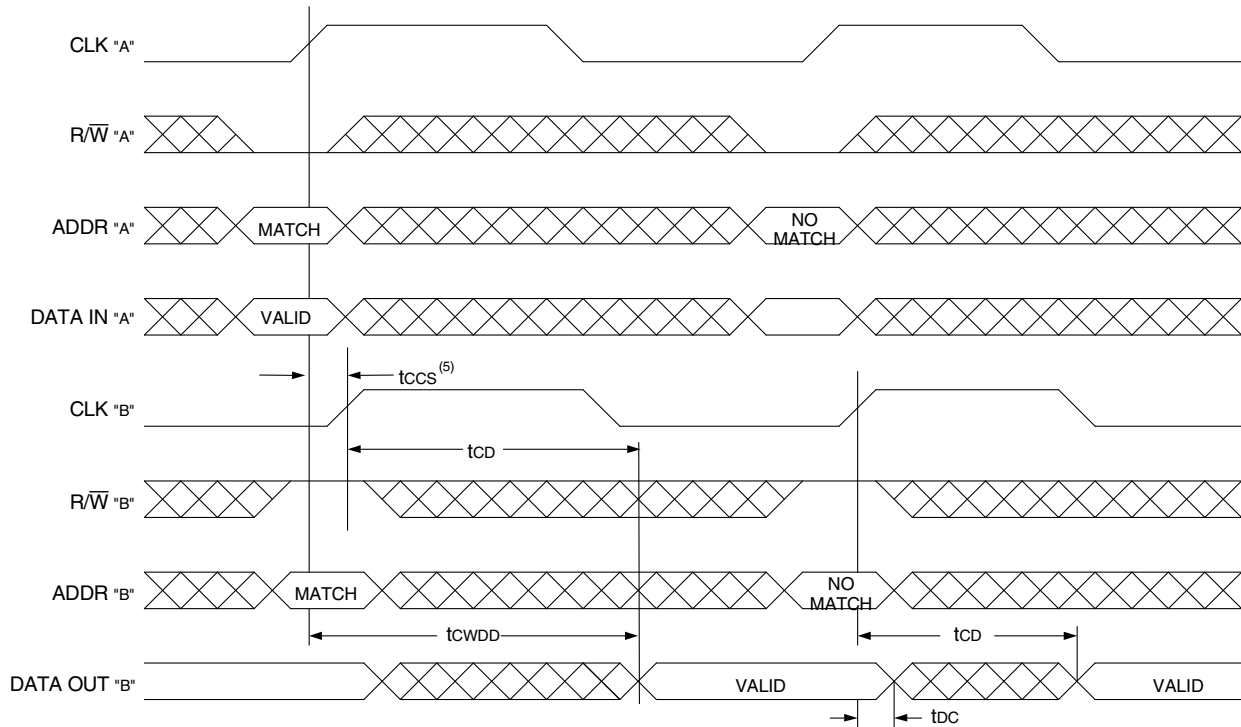 CLK "A"
R/W̅ "A"
ADDR "A" MATCH NO MATCH
DATA IN "A" VALID
tCCS(5)
CLK "B"
tCD
R/W̅ "B"
ADDR "B" MATCH NO MATCH
tCWDD tCD
DATA OUT "B" VALID VALID
tDC